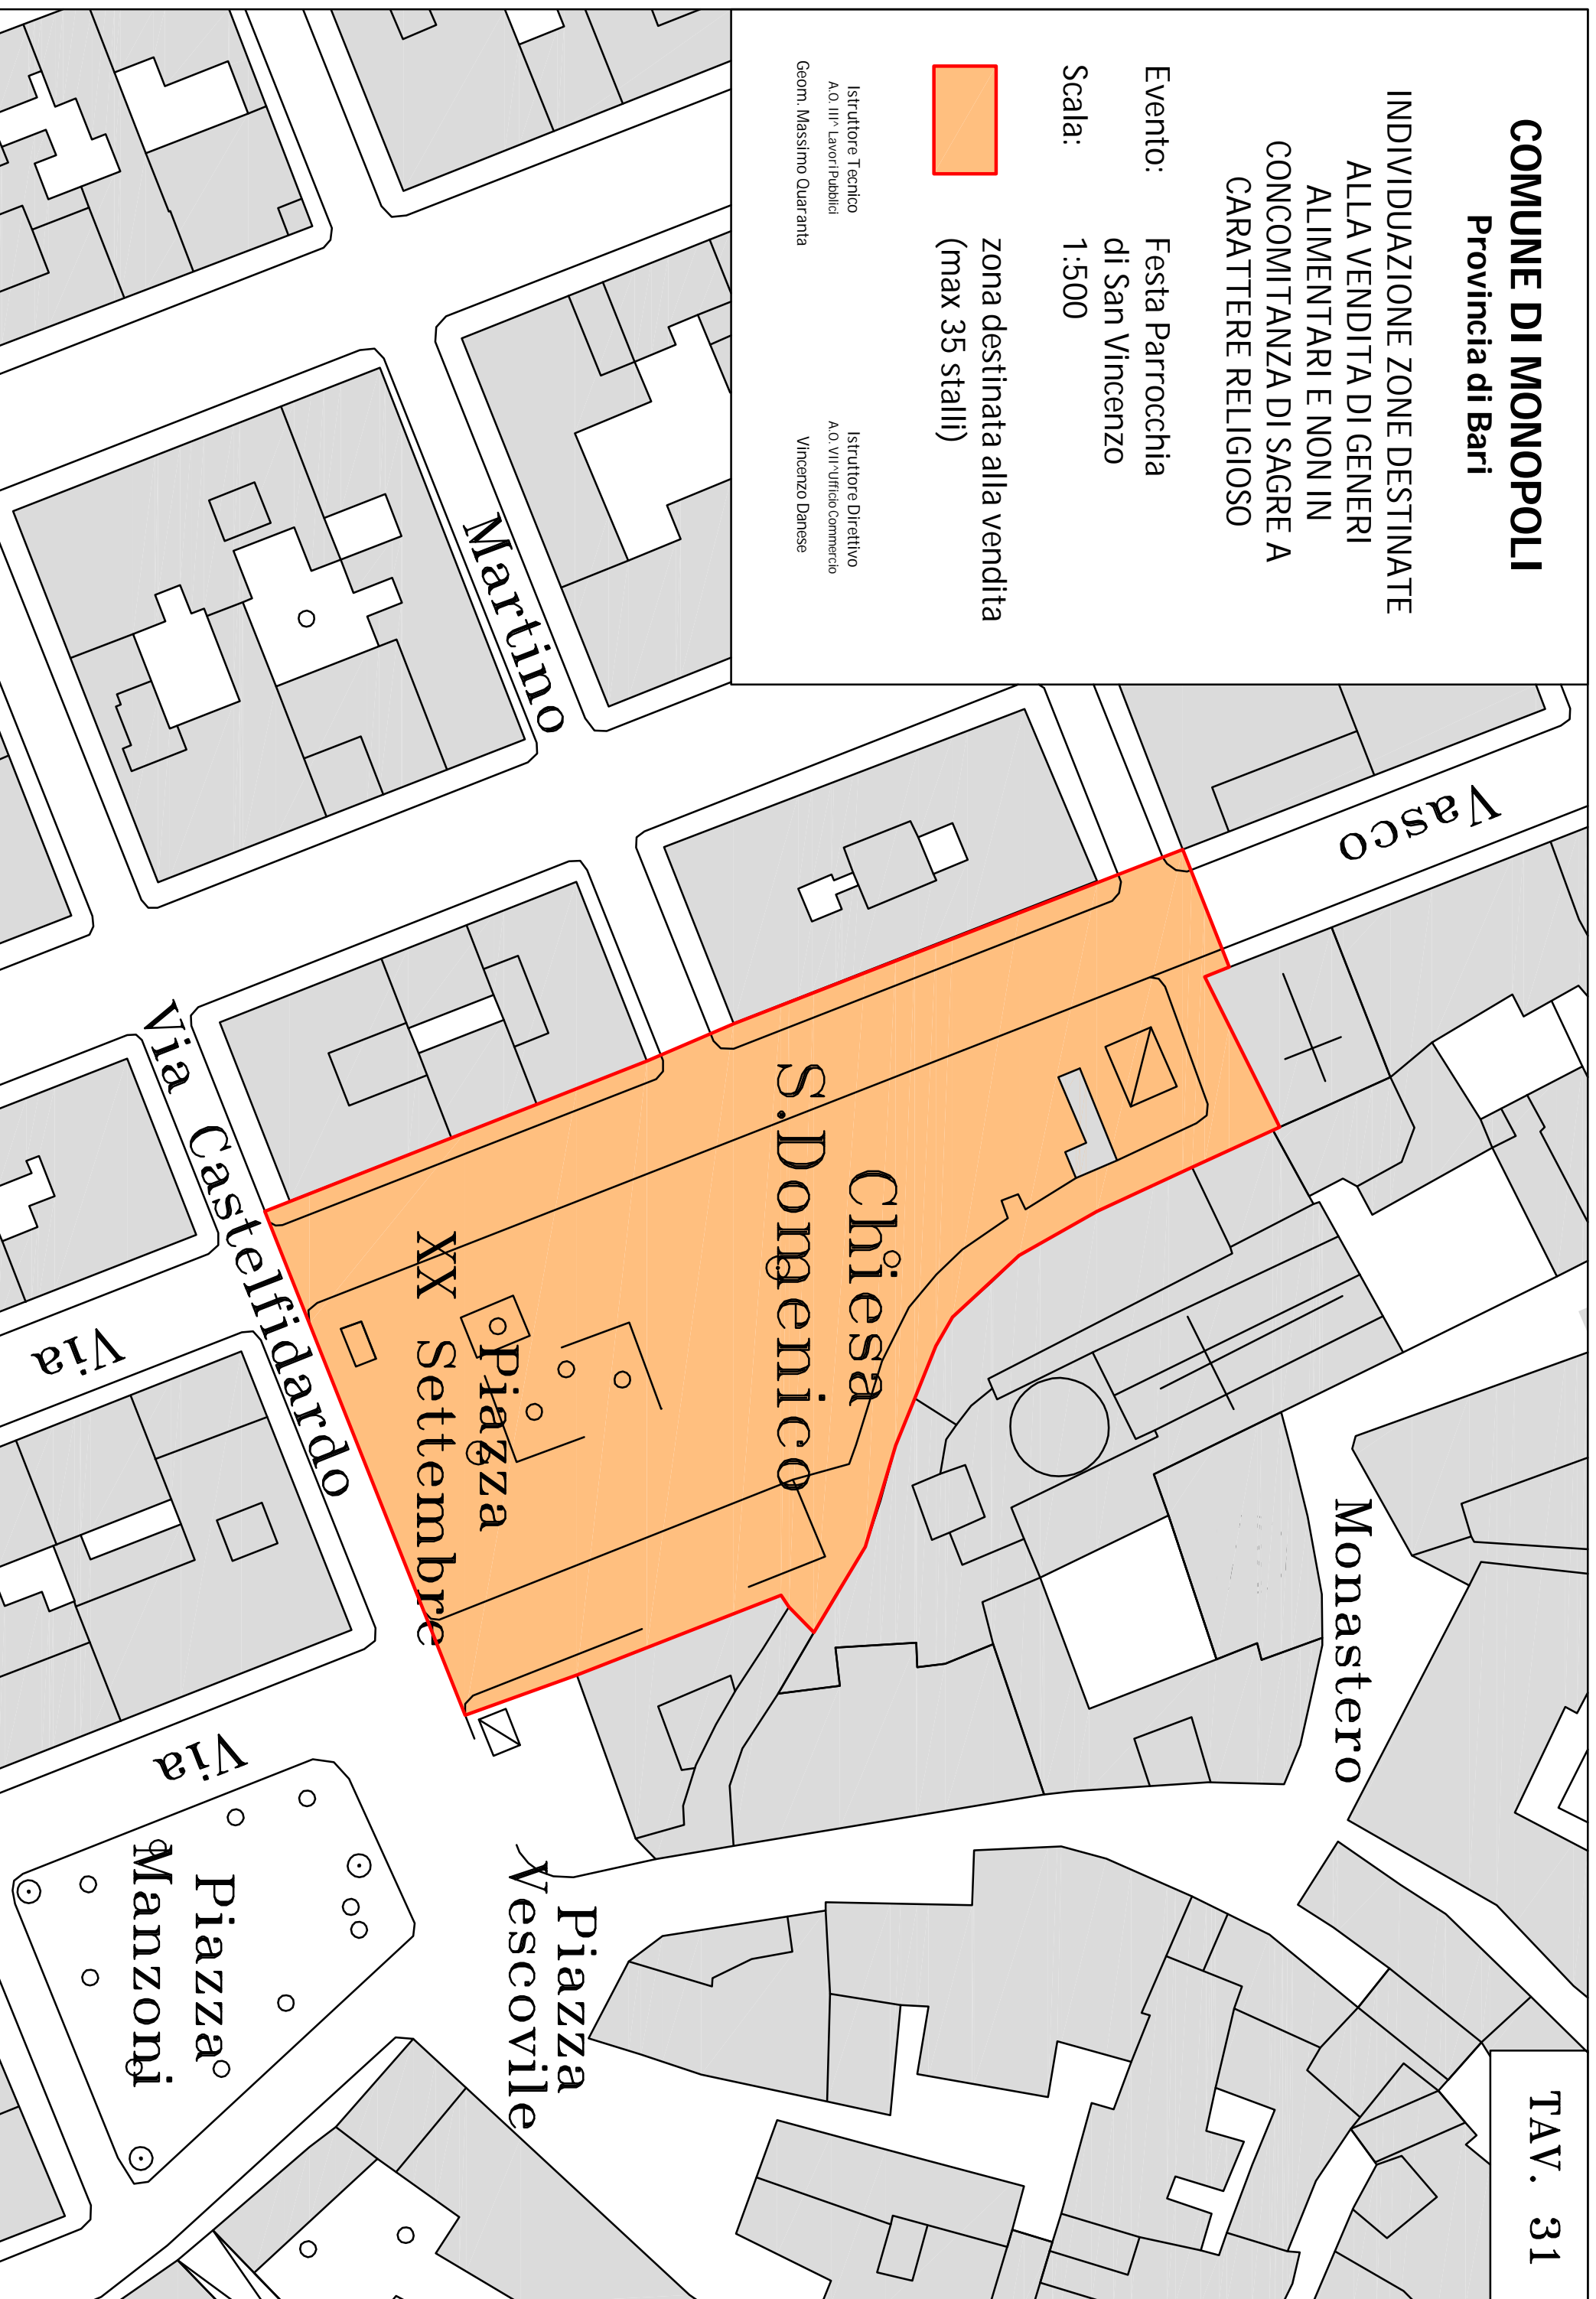 COMUNE DI MONOPOLI
Provincia di Bari
INDIVIDUAZIONE ZONE DESTINATE
ALLA VENDITA DI GENERI
ALIMENTARI E NON IN
CONCOMITANZA DI SAGRE A
CARATTERE RELIGIOSO
Evento: Festa Parrocchia
di San Vincenzo
Scala: 1:500
zona destinata alla vendita
(max 35 stalli)
Istruttore Tecnico
A.O. III^ Lavori Pubblici
Geom. Massimo Quaranta
Istruttore Direttivo
A.O. VII^Ufficio Commercio
Vincenzo Danese
Vasco
Martino
Chiesa
S.Domenico
Monastero
Piazza
XX Settembre
Via Castelfidardo
Via
Via
Piazza
Vescovile
Piazza
Manzoni
TAV. 31